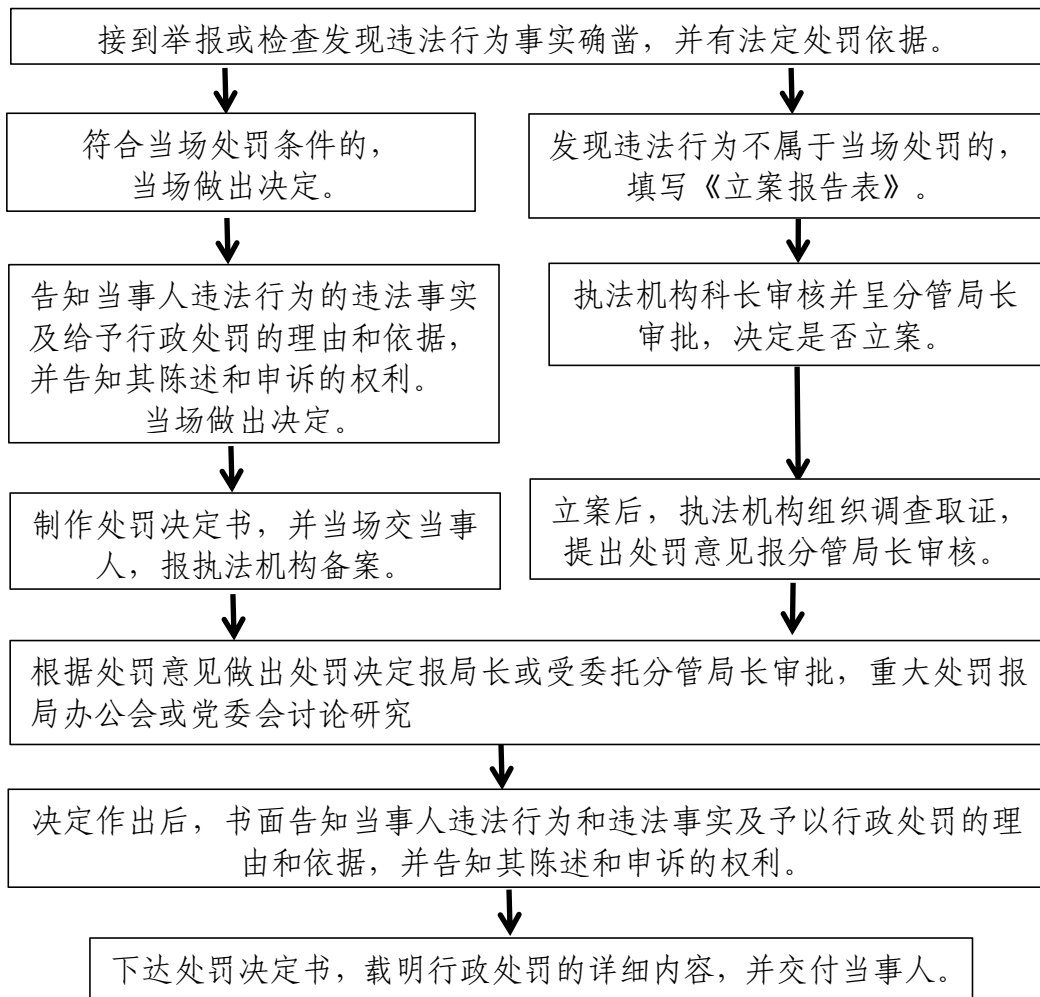 接到举报或检查发现违法行为事实确凿，并有法定处罚依据。
符合当场处罚条件的，
当场做出决定。
发现违法行为不属于当场处罚的，
填写《立案报告表》。
告知当事人违法行为的违法事实
及给予行政处罚的理由和依据，
并告知其陈述和申诉的权利。
当场做出决定。
执法机构科长审核并呈分管局长
审批，决定是否立案。
制作处罚决定书，并当场交当事
人，报执法机构备案。
立案后，执法机构组织调查取证，
提出处罚意见报分管局长审核。
根据处罚意见做出处罚决定报局长或受委托分管局长审批，重大处罚报
局办公会或党委会讨论研究
决定作出后，书面告知当事人违法行为和违法事实及予以行政处罚的理
由和依据，并告知其陈述和申诉的权利。
下达处罚决定书，载明行政处罚的详细内容，并交付当事人。